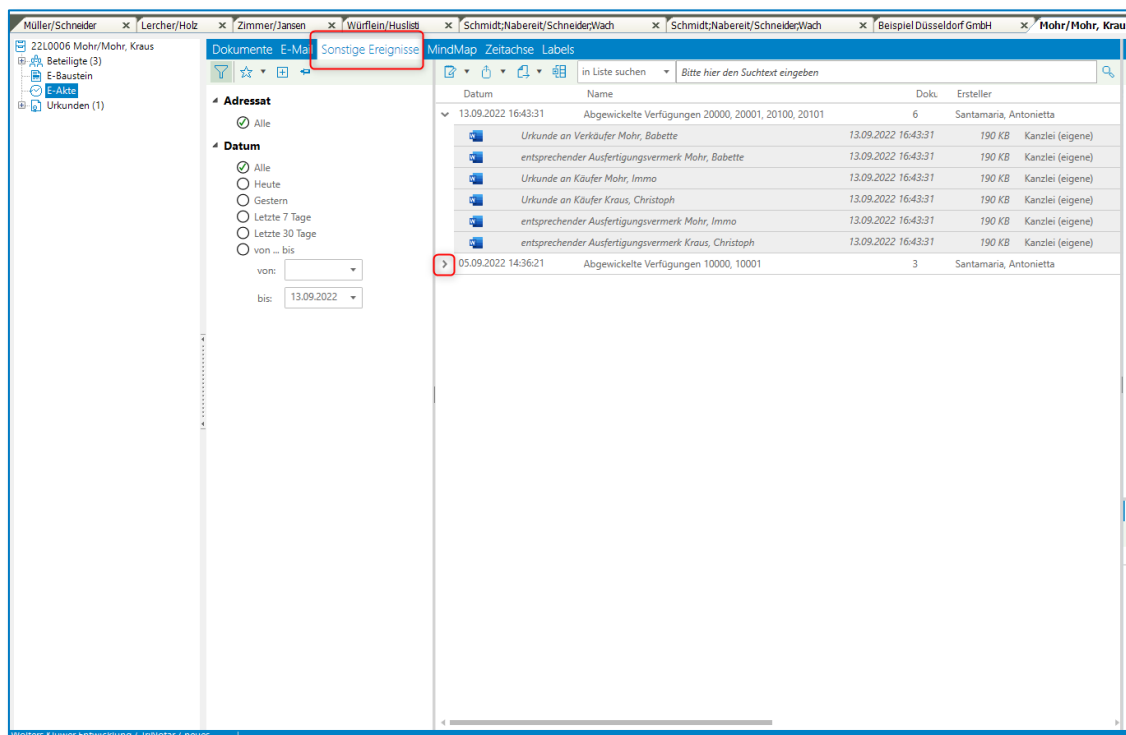 Müller/Schneider × Lercher/Holz × Zimmer/Jansen × Würflein/Huslisti × Schmidt;Nabereit/Schneider;Wach × Schmidt;Nabereit/Schneider;Wach × Beispiel Düsseldorf GmbH × Mohr/Mohr, Krau
22L0006 Mohr/Mohr, Kraus
Beteiligte (3)
E-Baustein
E-Akte
Urkunden (1)
Dokumente E-Mai Sonstige Ereignisse MindMap Zeitachse Labels
in Liste suchen Bitte hier den Suchtext eingeben
Adressat
Alle
Datum
Alle
Heute
Gestern
Letzte 7 Tage
Letzte 30 Tage
von ... bis
von:
bis: 13.09.2022
Datum Name Doku Ersteller
13.09.2022 16:43:31 Abgewickelte Verfügungen 20000, 20001, 20100, 20101 6 Santamaria, Antonietta
Urkunde an Verkäufer Mohr, Babette 13.09.2022 16:43:31 190 KB Kanzlei (eigene)
entsprechender Ausfertigungsvermerk Mohr, Babette 13.09.2022 16:43:31 190 KB Kanzlei (eigene)
Urkunde an Käufer Mohr, Immo 13.09.2022 16:43:31 190 KB Kanzlei (eigene)
Urkunde an Käufer Kraus, Christoph 13.09.2022 16:43:31 190 KB Kanzlei (eigene)
entsprechender Ausfertigungsvermerk Mohr, Immo 13.09.2022 16:43:31 190 KB Kanzlei (eigene)
entsprechender Ausfertigungsvermerk Kraus, Christoph 13.09.2022 16:43:31 190 KB Kanzlei (eigene)
05.09.2022 14:36:21 Abgewickelte Verfügungen 10000, 10001 3 Santamaria, Antonietta